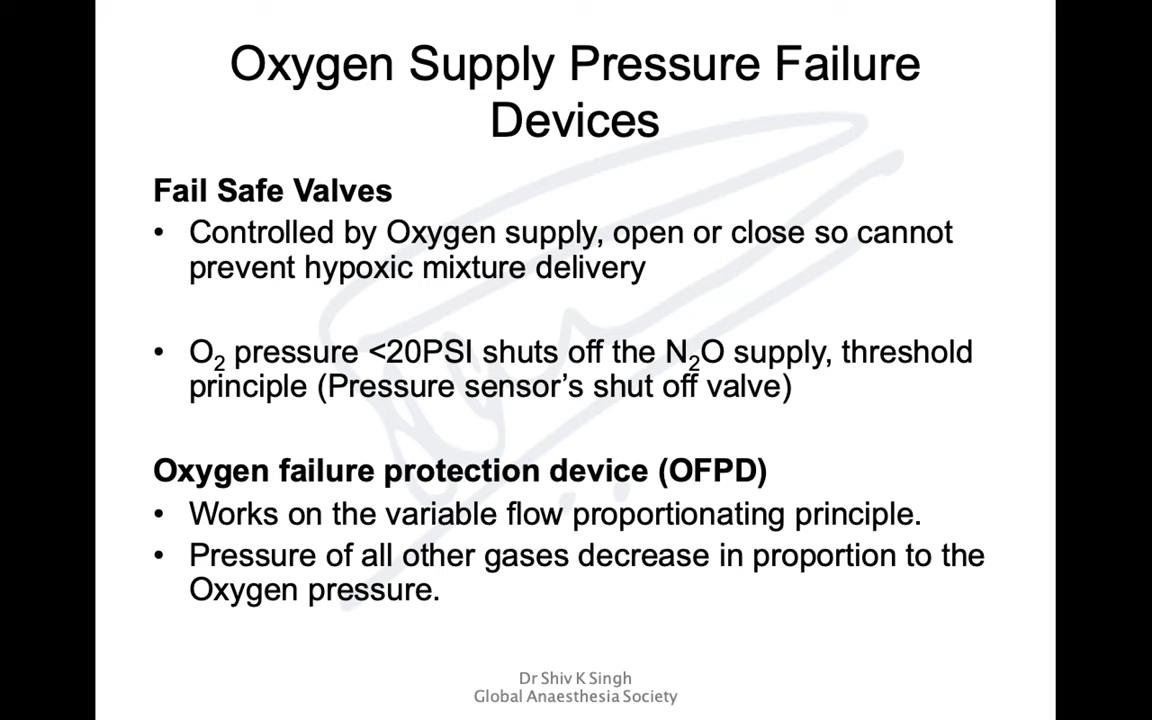 Oxygen Supply Pressure Failure
Devices
Fail Safe Valves
• Controlled by Oxygen supply, open or close so cannot
prevent hypoxic mixture delivery
• O₂ pressure <20PSI shuts off the N₂O supply, threshold
principle (Pressure sensor’s shut off valve)
Oxygen failure protection device (OFPD)
• Works on the variable flow proportionating principle.
• Pressure of all other gases decrease in proportion to the
Oxygen pressure.
Dr Shiv K Singh
Global Anaesthesia Society